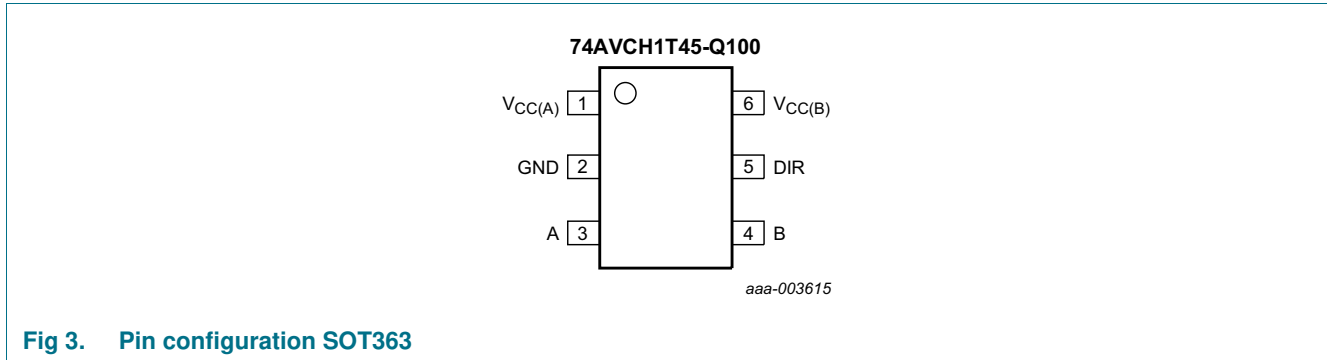 74AVCH1T45-Q100
VCC(A) 1 6 VCC(B)
GND 2 5 DIR
A 3 4 B
aaa-003615
Fig 3. Pin configuration SOT363